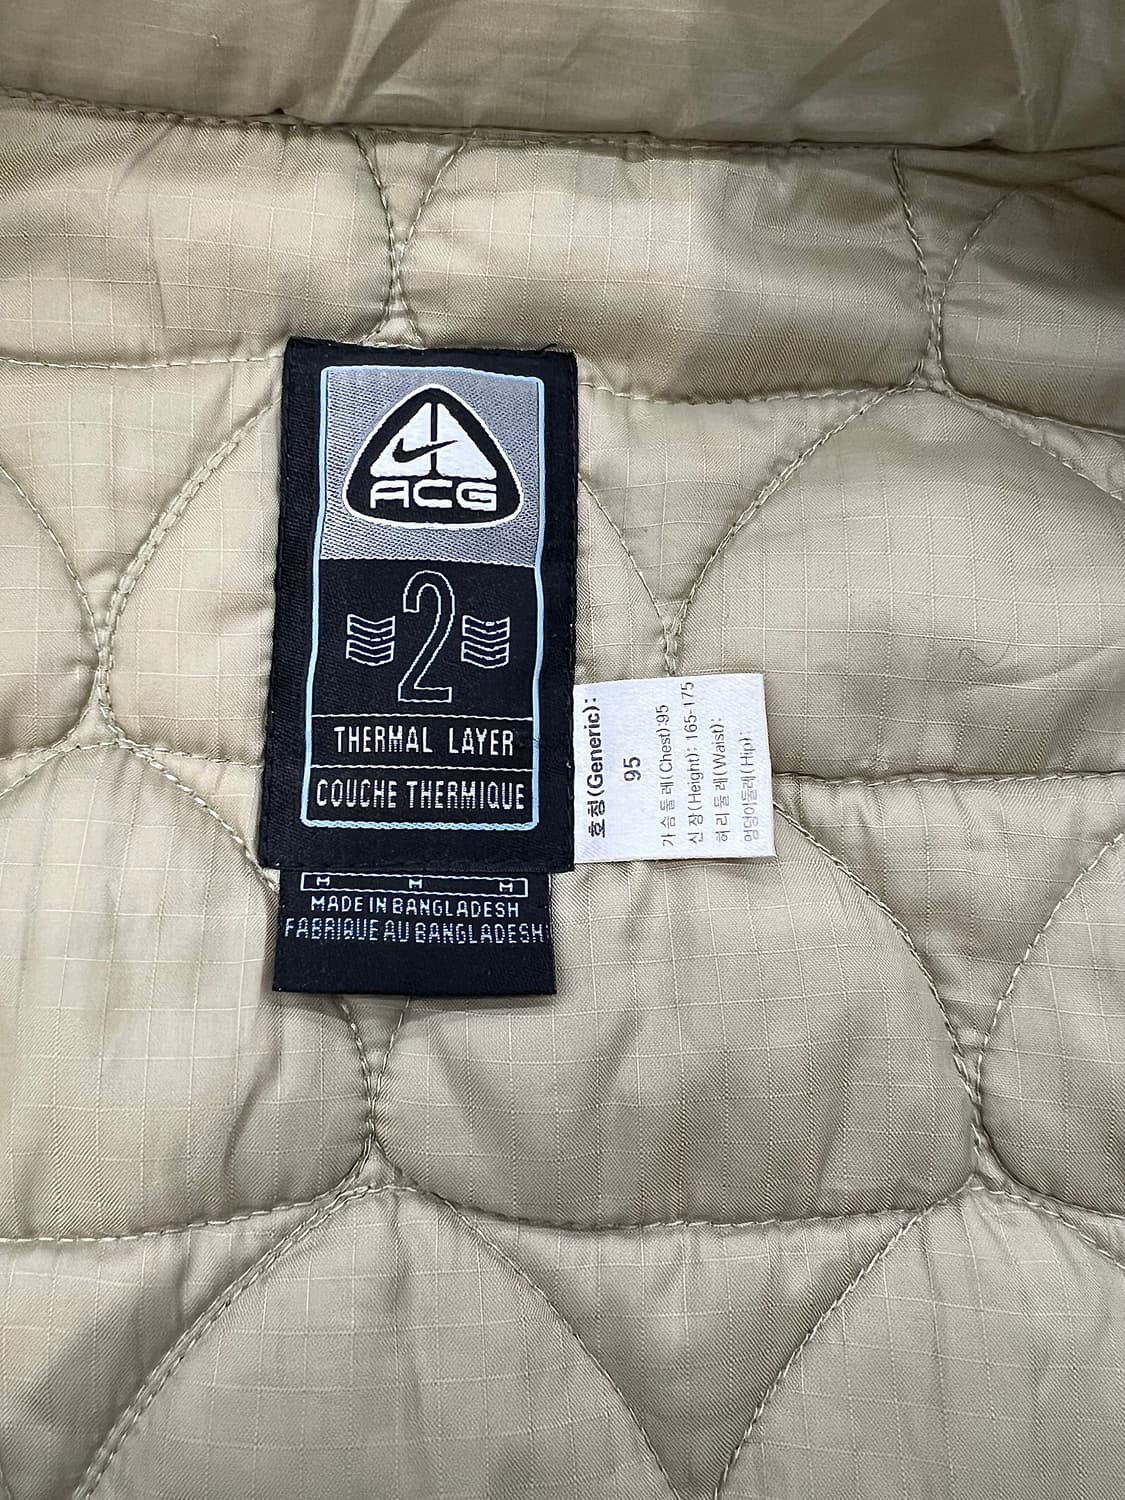 ACG
2
THERMAL LAYER
COUCHE THERMIQUE
M M M
MADE IN BANGLADESH
FABRIQUE AU BANGLADESH
호칭(Generic):
95
가슴둘레(Chest):95
신장(Height): 165-175
허리둘레(Waist):
엉덩이둘레(Hip):